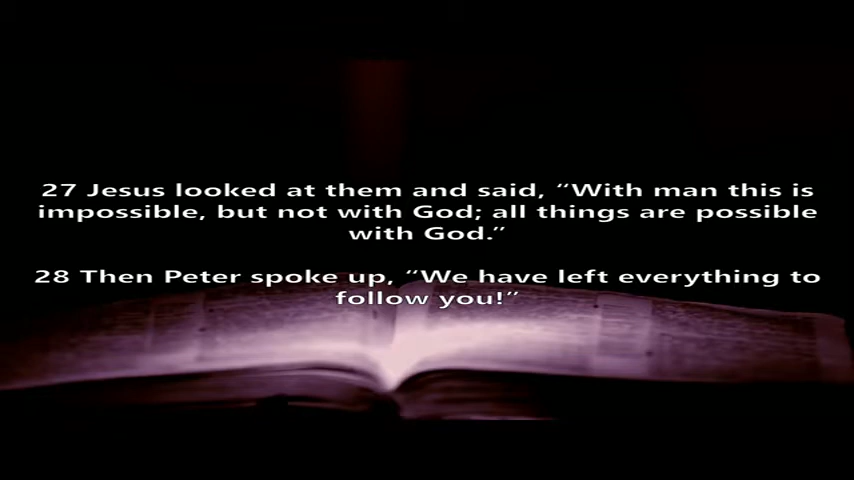 27 Jesus looked at them and said, “With man this is
impossible, but not with God; all things are possible
with God.”
28 Then Peter spoke up, “We have left everything to
follow you!”